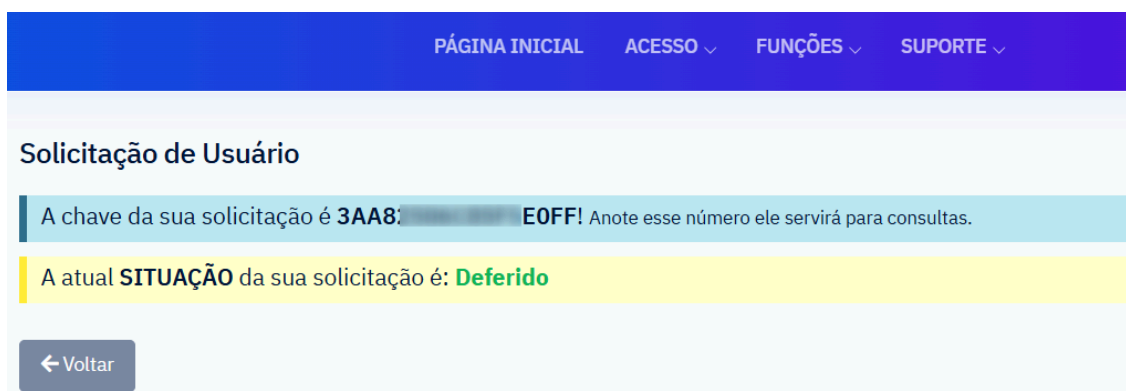 PÁGINA INICIAL ACESSO FUNÇÕES SUPORTE
Solicitação de Usuário
A chave da sua solicitação é 3AA8 E0FF! Anote esse número ele servirá para consultas.
A atual SITUAÇÃO da sua solicitação é: Deferido
Voltar